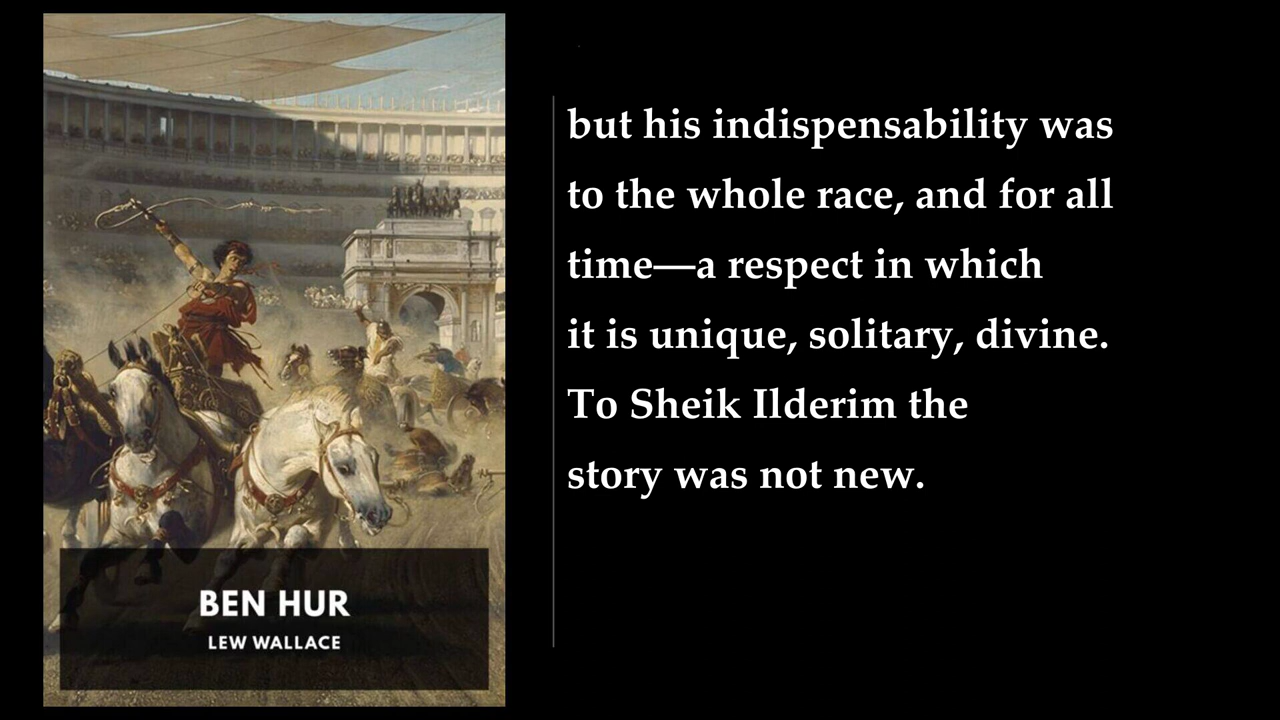 BEN HUR
LEW WALLACE
but his indispensability was
to the whole race, and for all
time—a respect in which
it is unique, solitary, divine.
To Sheik Ilderim the
story was not new.